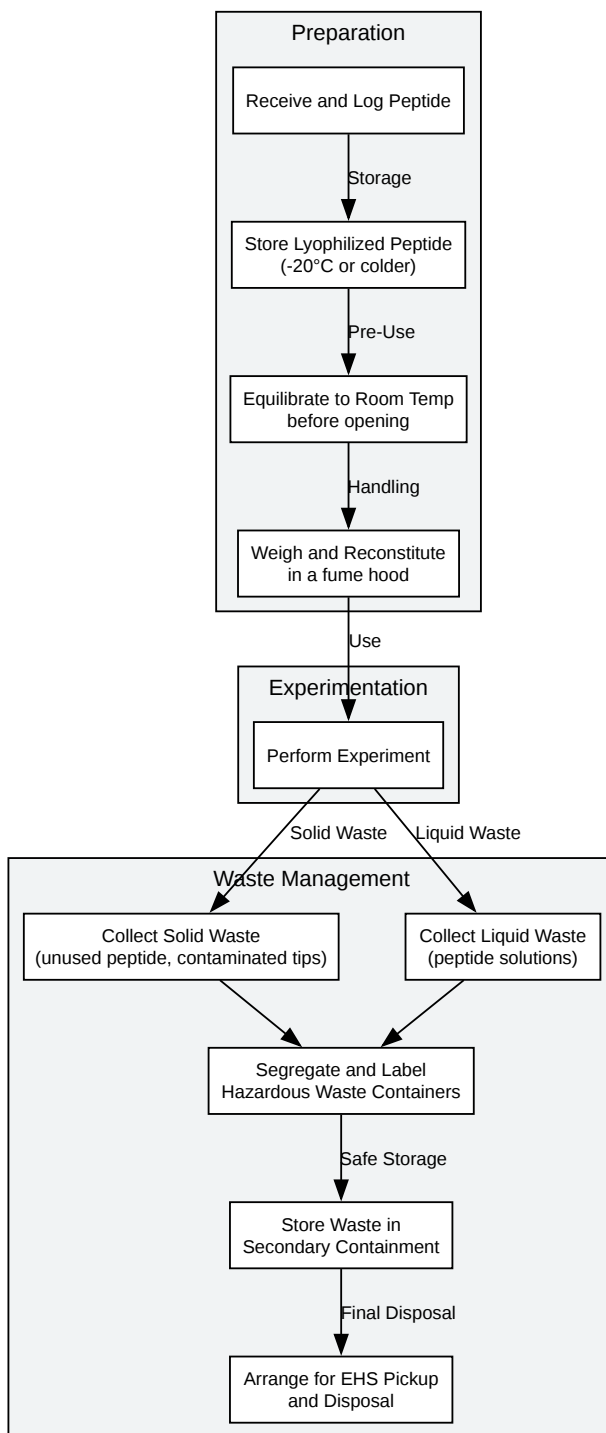 Preparation
Receive and Log Peptide
Storage
Store Lyophilized Peptide
(-20°C or colder)
Pre-Use
Equilibrate to Room Temp
before opening
Handling
Weigh and Reconstitute
in a fume hood
Use
Experimentation
Perform Experiment
Solid Waste
Liquid Waste
Waste Management
Collect Solid Waste
(unused peptide, contaminated tips)
Collect Liquid Waste
(peptide solutions)
Segregate and Label
Hazardous Waste Containers
Safe Storage
Store Waste in
Secondary Containment
Final Disposal
Arrange for EHS Pickup
and Disposal